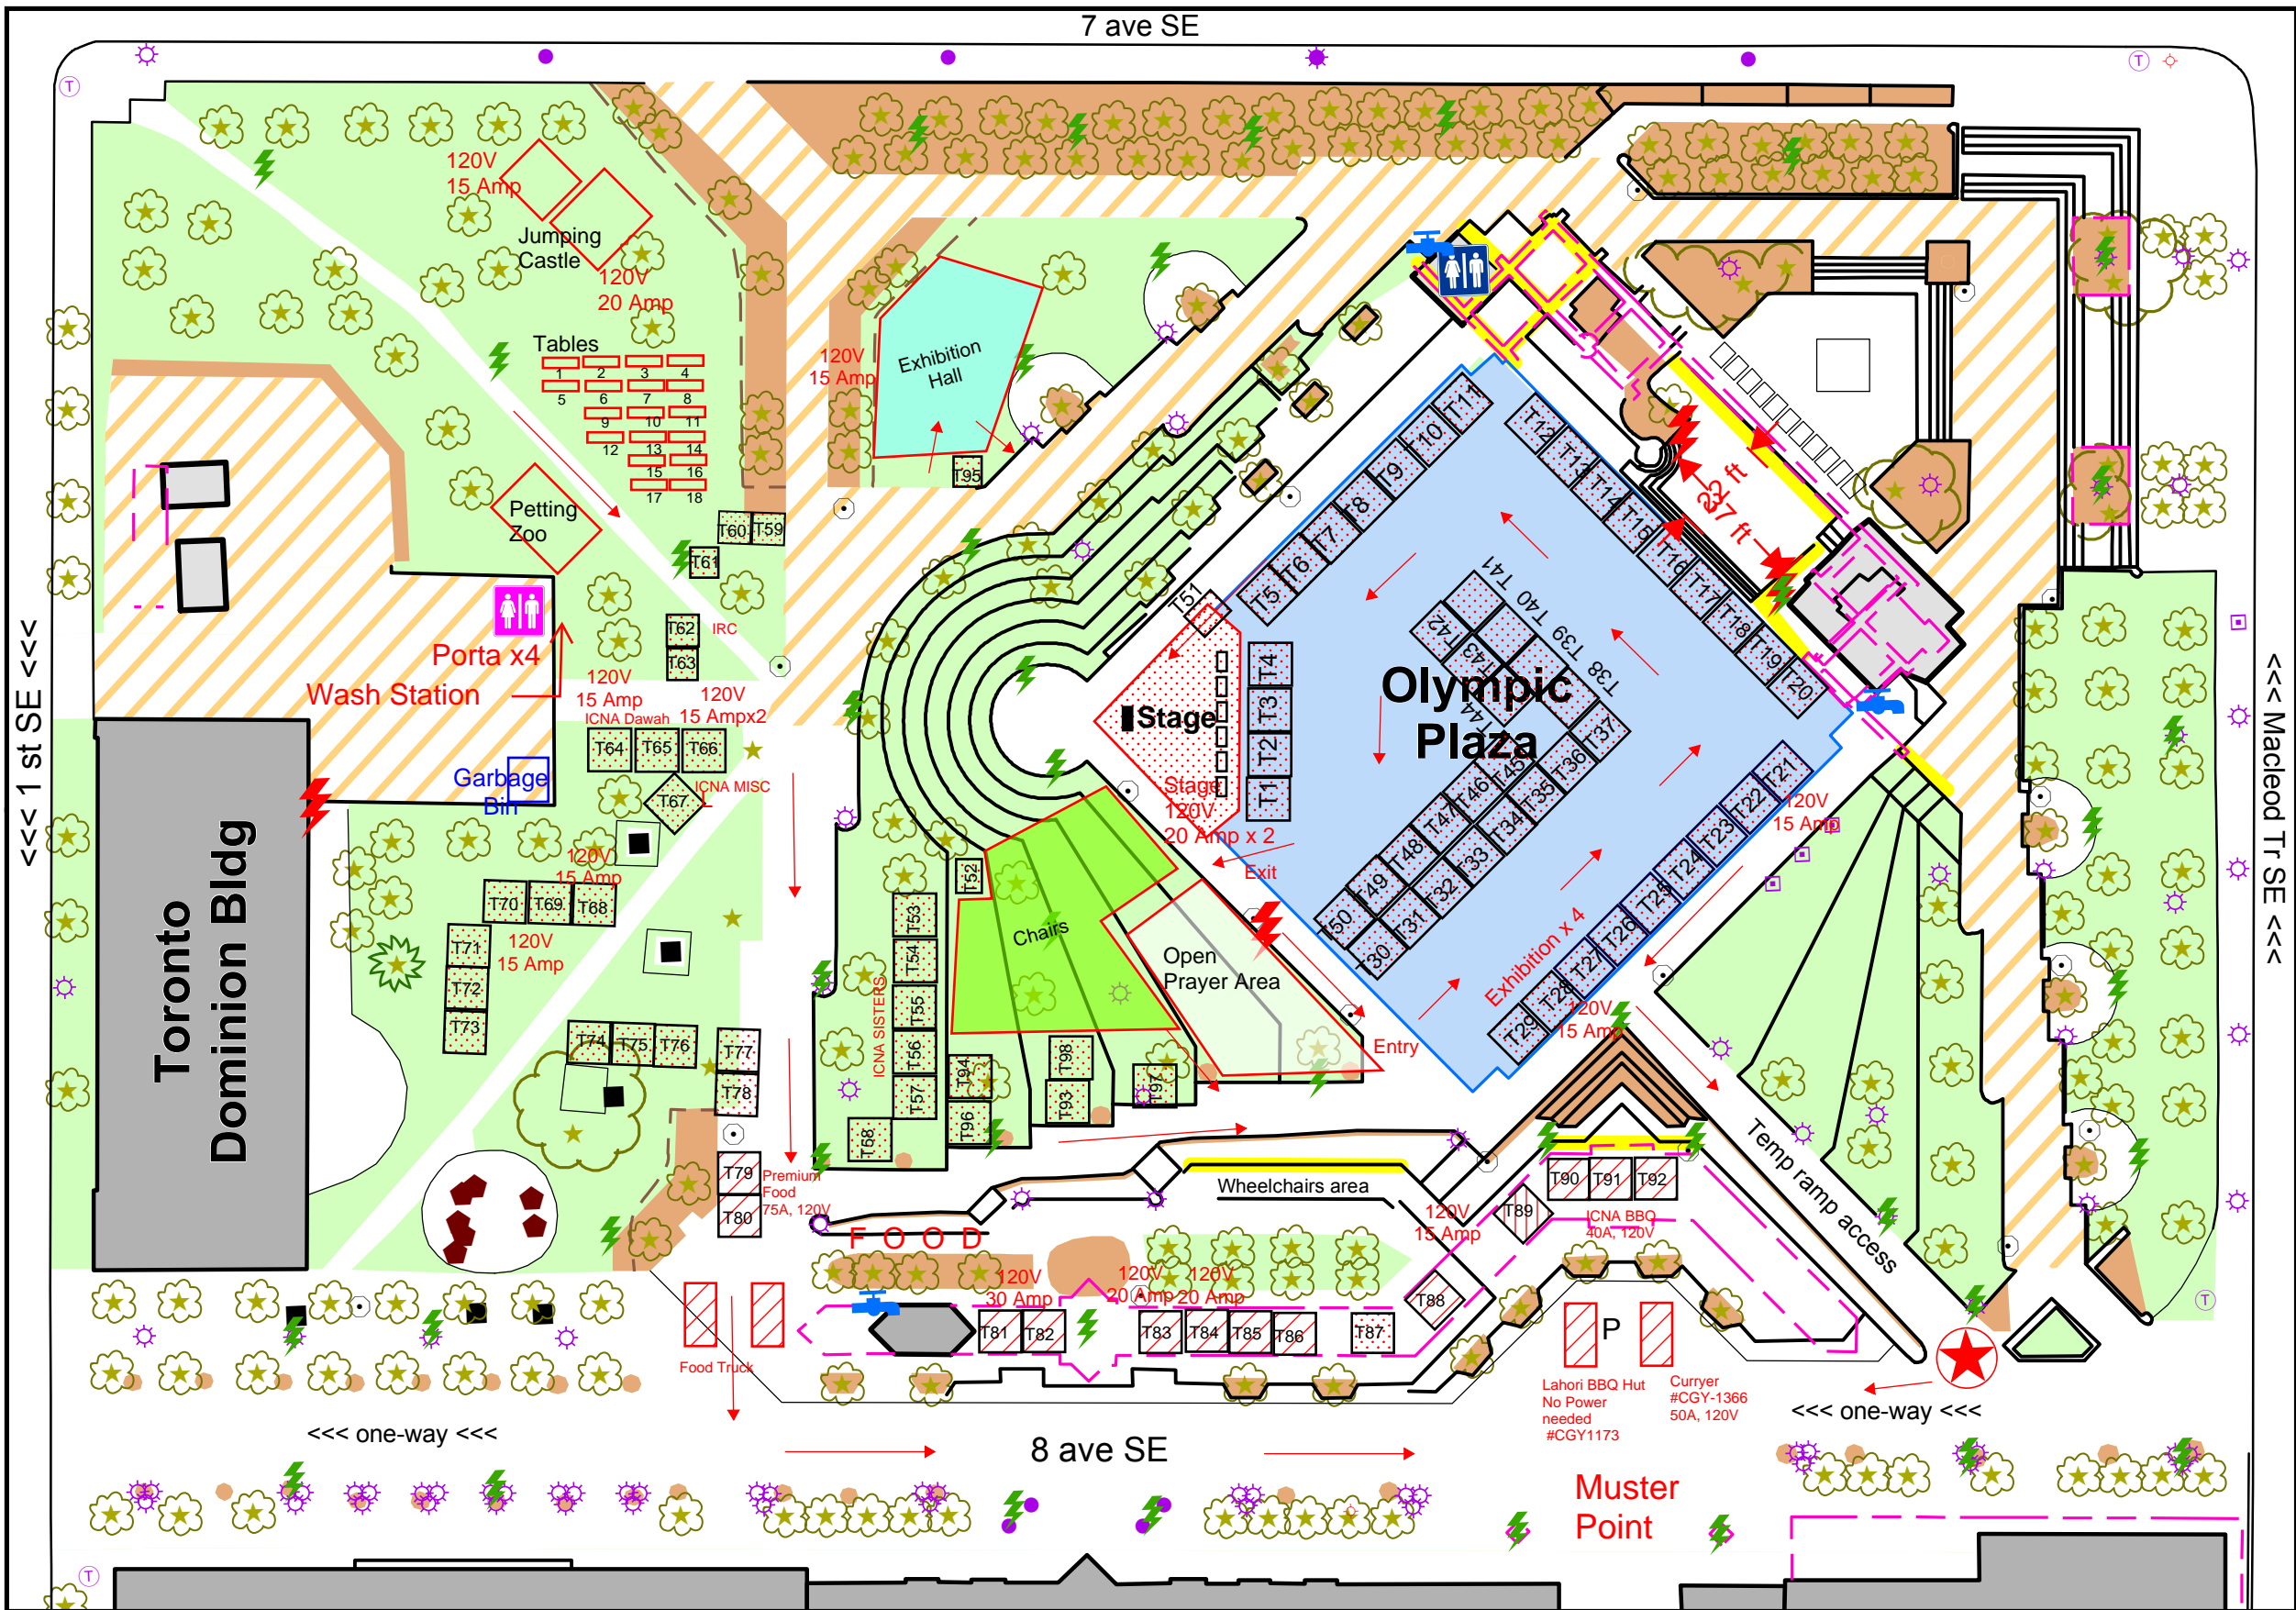 7 ave SE
T
T
120V
15 Amp
Jumping
Castle
120V
20 Amp
Tables
1
2
3
4
5
6
7
8
9
10
11
12
13
14
15
16
17
18
120V
15 Amp
Exhibition
Hall
T95
Petting
Zoo
T60
T59
T61
T62
IRC
T63
Porta x4
Wash Station
120V
15 Amp
120V
15 Ampx2
ICNA Dawah
T64
T65
T66
ICNA MISC
T67
Garbage
Bin
<<< 1 st SE <<<
<<< Macleod Tr SE <<<
Toronto
Dominion Bldg
120V
15 Amp
T70
T69
T68
120V
15 Amp
T71
T72
T73
T74
T75
T76
T77
T78
T79
T80
Premium
Food
75A, 120V
T11
T10
T9
T8
T7
T6
T5
T12
T13
T14
T15
T16
T17
T18
T19
T20
32 ft
37 ft
T51
T4
T3
T2
T1
Stage
Stage
120V
20 Amp x 2
Olympic
Plaza
T41
T40
T39
T38
T42
T43
T44
T45
T46
T47
T48
T49
T50
T37
T36
T35
T34
T33
T32
T31
T30
T21
T22
T23
T24
T25
T26
T27
T28
T29
120V
15 Amp
Exhibition x 4
120V
15 Amp
Exit
Entry
Chairs
Open
Prayer Area
T52
T53
T54
T55
T56
T57
T58
ICNA SISTERS
T94
T96
T98
T93
T97
Wheelchairs area
Temp ramp access
F O O D
120V
30 Amp
120V
20 Amp
120V
20 Amp
120V
15 Amp
T81
T82
T83
T84
T85
T86
T87
T88
T89
T90
T91
T92
ICNA BBQ
40A, 120V
Food Truck
P
Lahori BBQ Hut
No Power
needed
#CGY1173
Curryer
#CGY-1366
50A, 120V
T
<<< one-way <<<
<<< one-way <<<
8 ave SE
Muster
Point
T